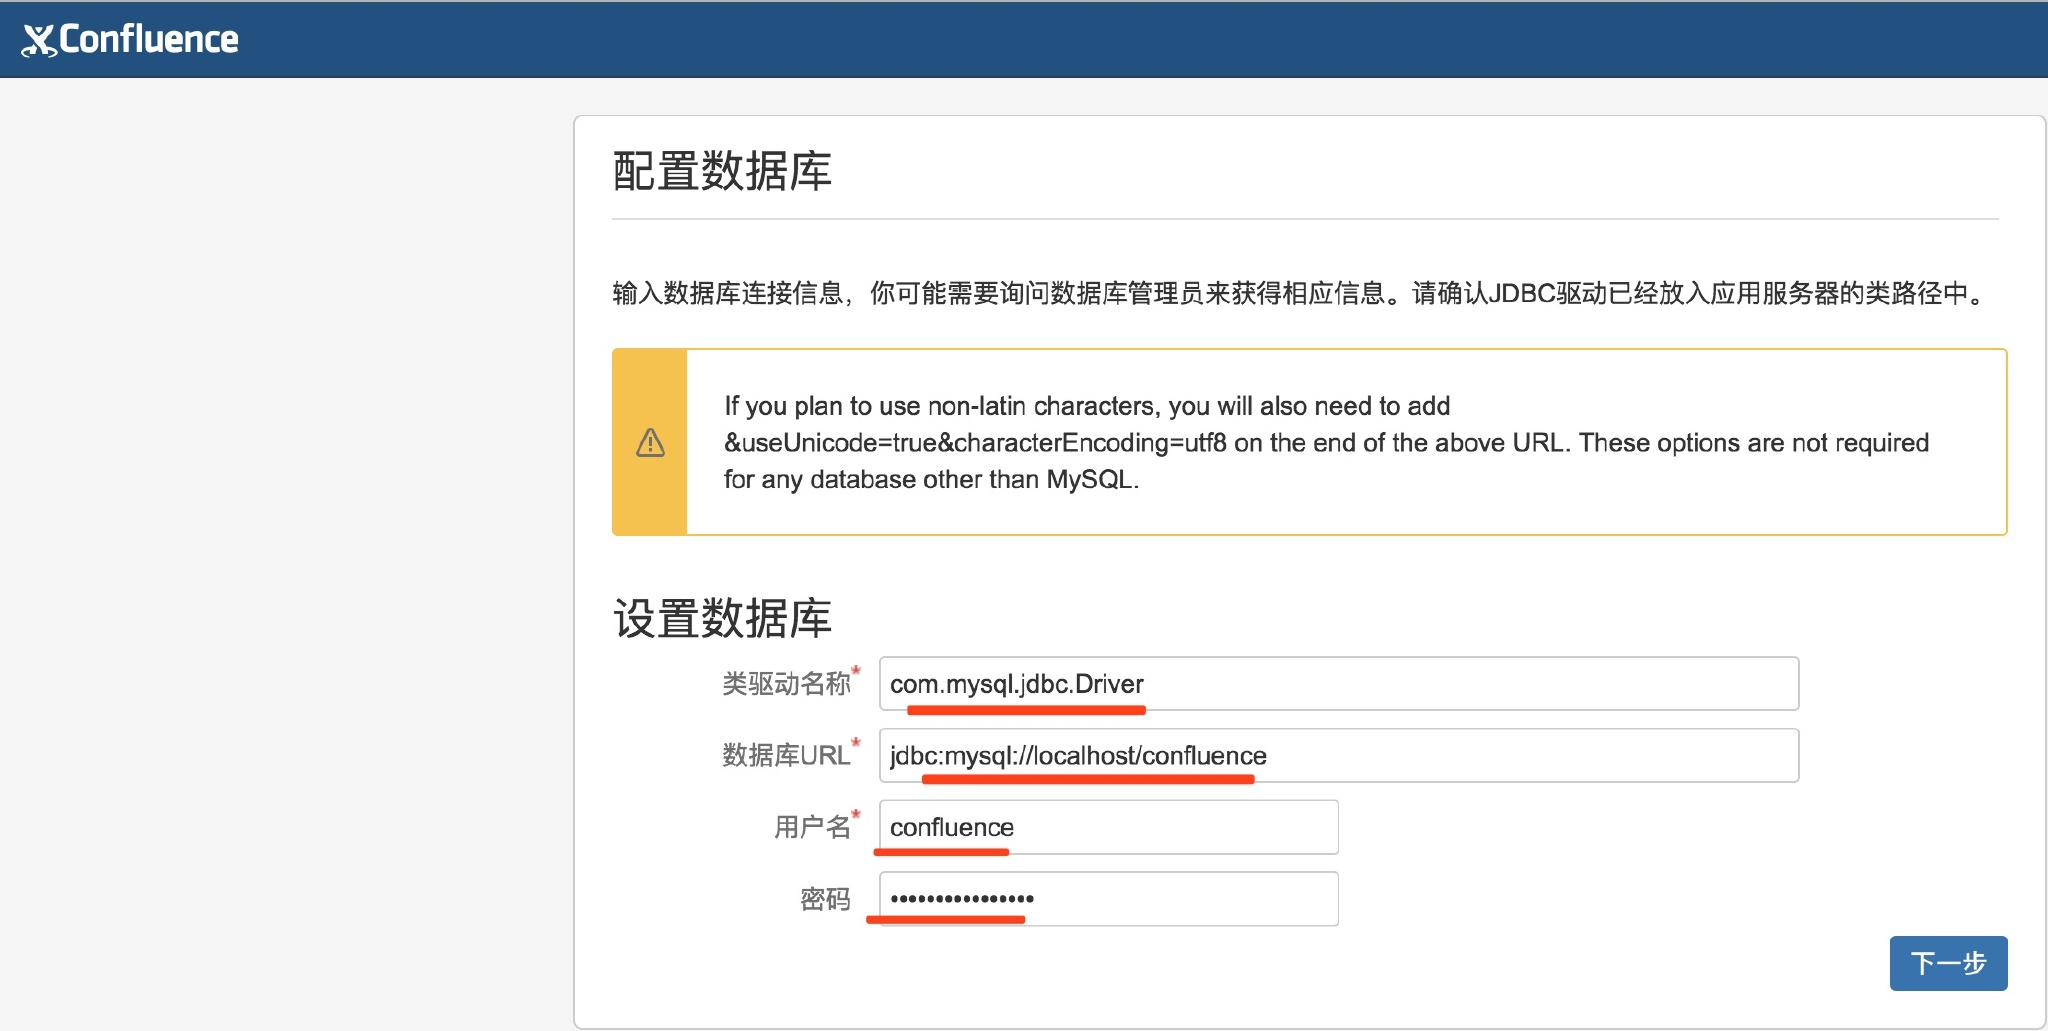 Confluence
配置数据库
输入数据库连接信息，你可能需要询问数据库管理员来获得相应信息。请确认JDBC驱动已经放入应用服务器的类路径中。
If you plan to use non-latin characters, you will also need to add
&useUnicode=true&characterEncoding=utf8 on the end of the above URL. These options are not required
for any database other than MySQL.
设置数据库
类驱动名称* com.mysql.jdbc.Driver
数据库URL* jdbc:mysql://localhost/confluence
用户名* confluence
密码 ••••••••••••••••
下一步